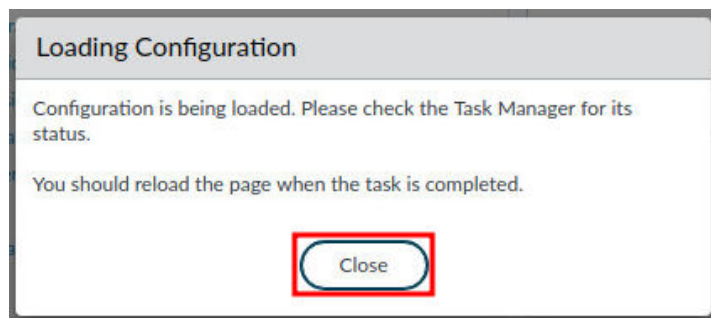 Loading Configuration
Configuration is being loaded. Please check the Task Manager for its
status.
You should reload the page when the task is completed.
Close